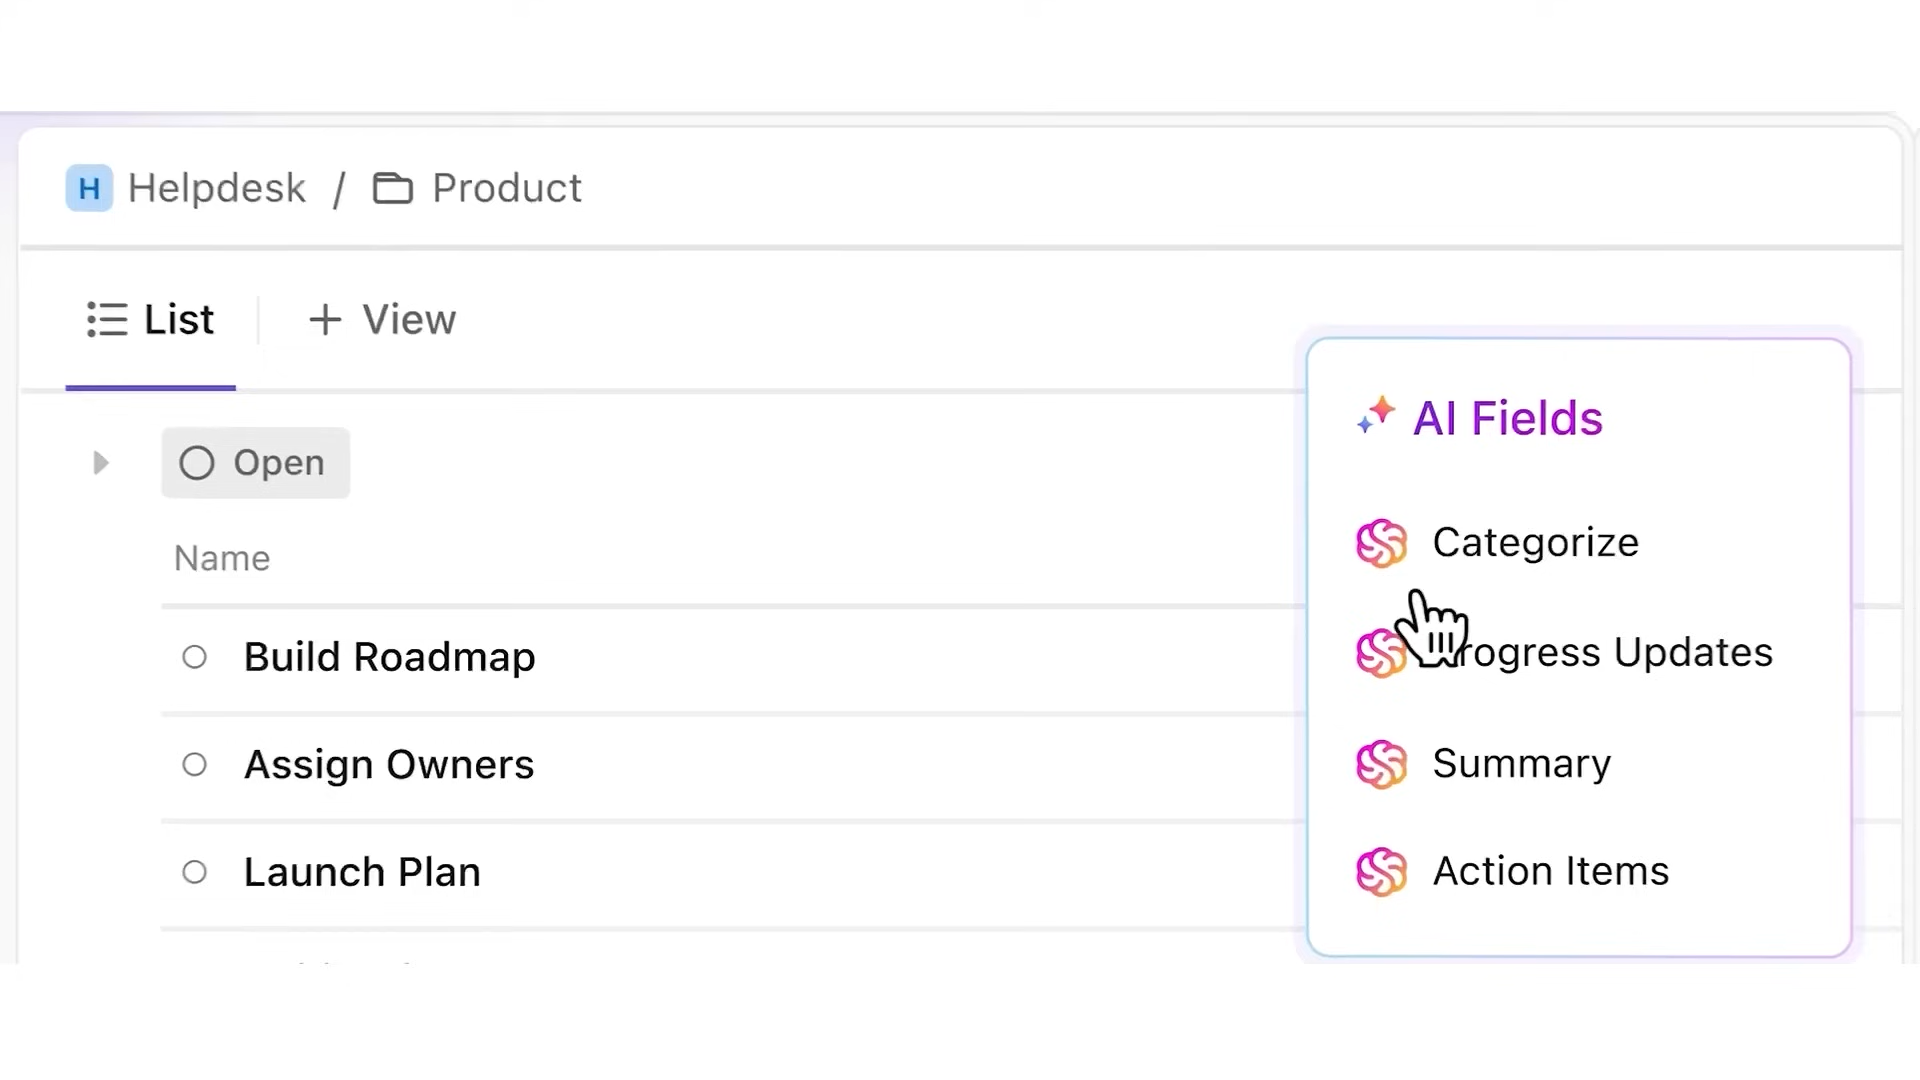 H Helpdesk / Product
List + View
Open
Name
Build Roadmap
Assign Owners
Launch Plan
AI Fields
Categorize
Progress Updates
Summary
Action Items